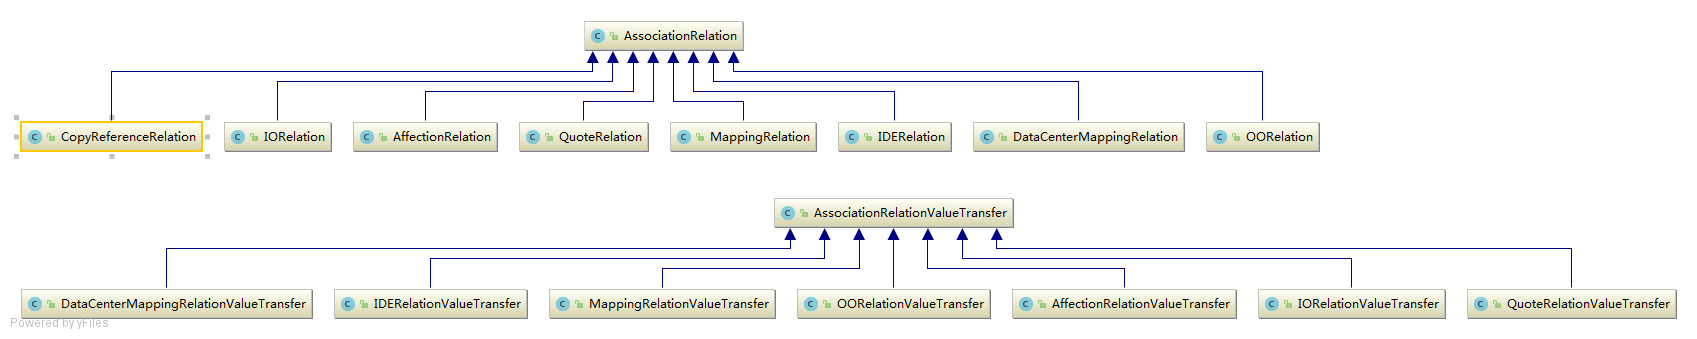 AssociationRelation
CopyReferenceRelation
IORelation
AffectionRelation
QuoteRelation
MappingRelation
IDERelation
DataCenterMappingRelation
OORelation
AssociationRelationValueTransfer
DataCenterMappingRelationValueTransfer
IDERelationValueTransfer
MappingRelationValueTransfer
OORelationValueTransfer
AffectionRelationValueTransfer
IORelationValueTransfer
QuoteRelationValueTransfer
Powered by yFiles